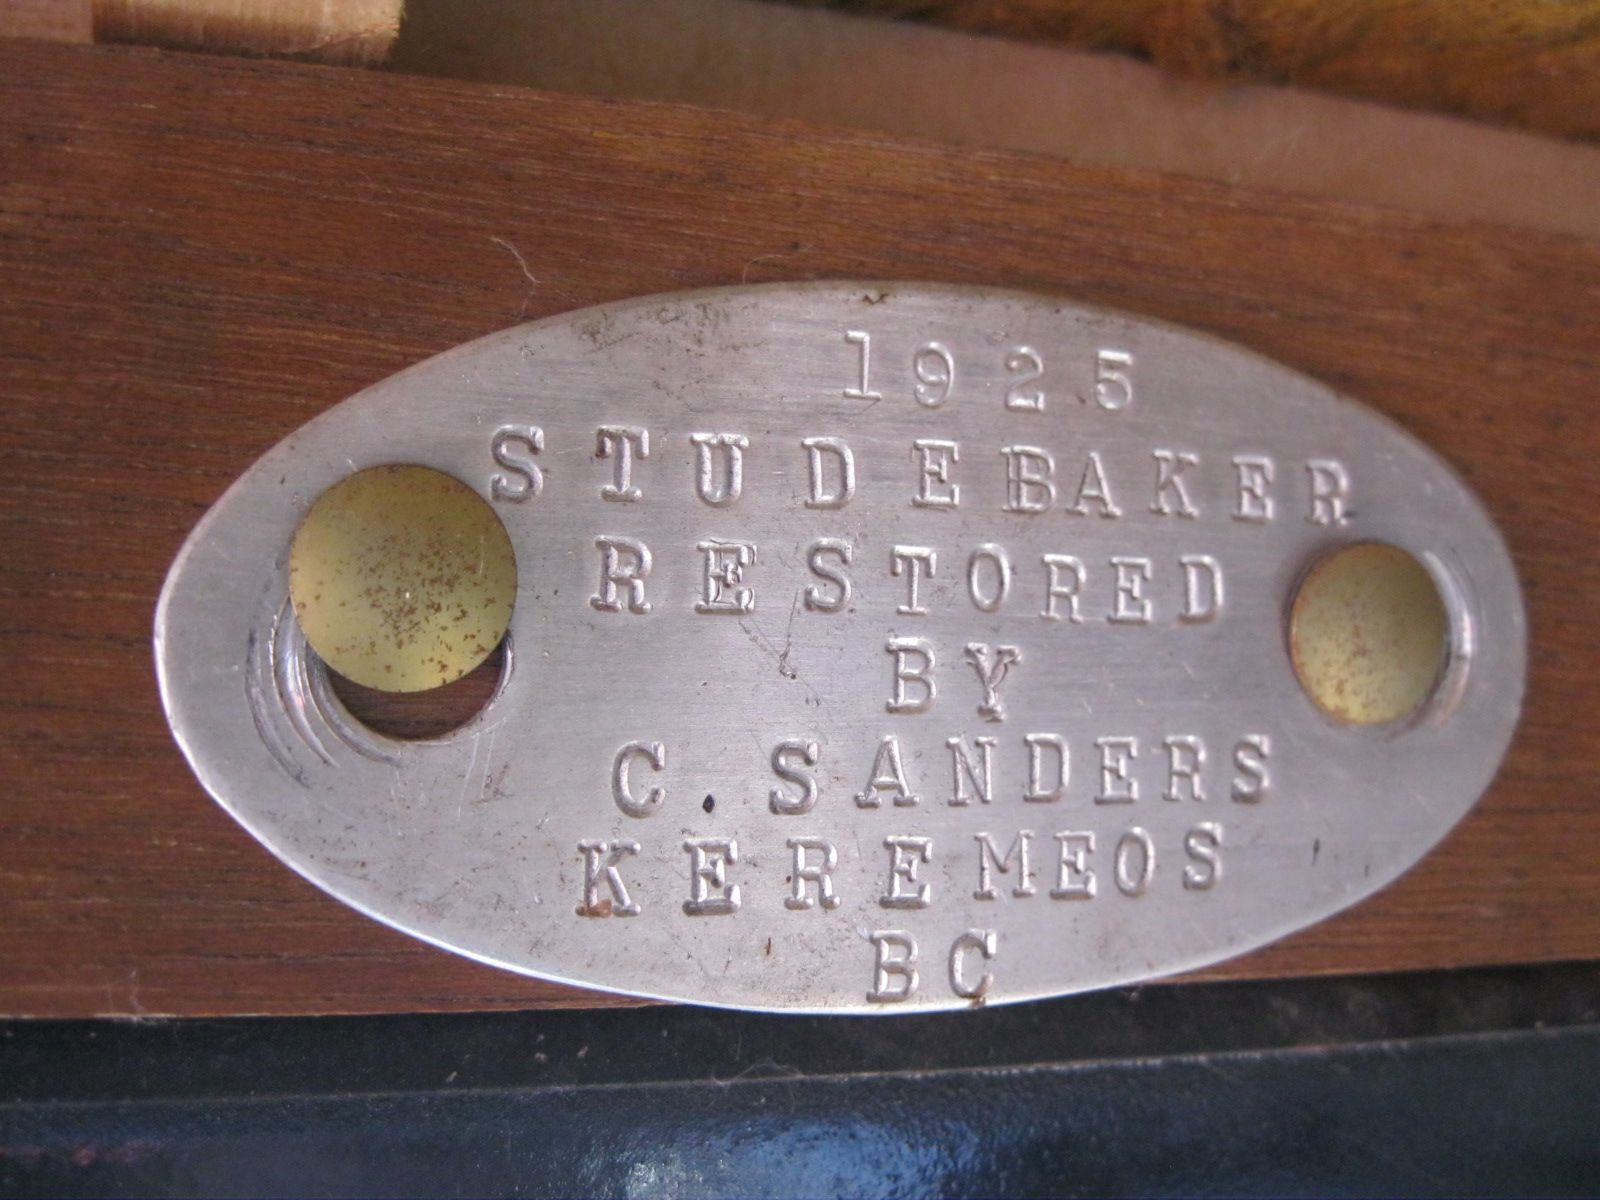 1925
STUDEBAKER
RESTORED
BY
C. SANDERS
KEREMEOS
BC